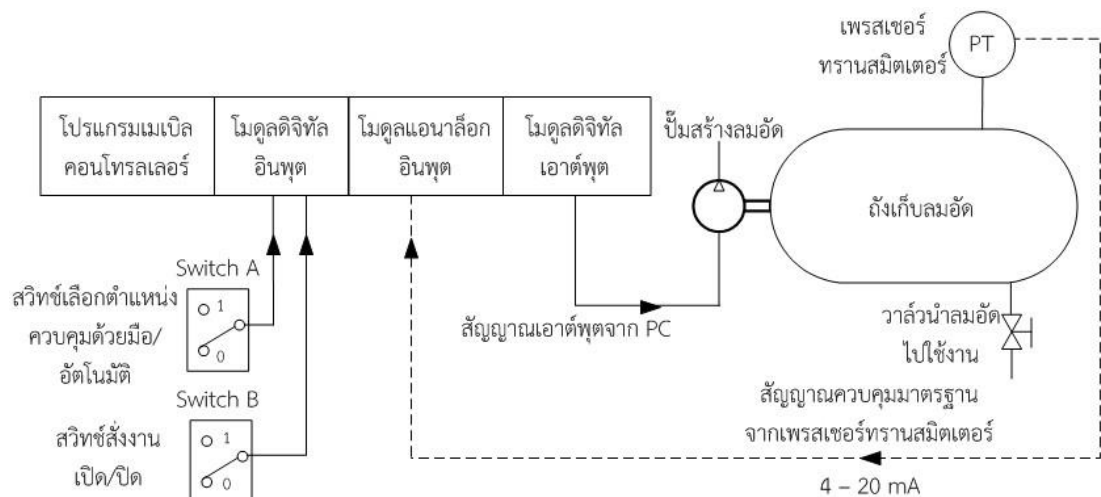 เพรสเชอร์
ทรานสมิตเตอร์
PT
โปรแกรมเมเบิล
คอนโทรลเลอร์
โมดูลดิจิทัล
อินพุต
โมดูลแอนาล็อก
อินพุต
โมดูลดิจิทัล
เอาต์พุต
ปั๊มสร้างลมอัด
ถังเก็บลมอัด
Switch A
สวิทช์เลือกตำแหน่ง
ควบคุมด้วยมือ/
อัตโนมัติ
1
0
สัญญาณเอาต์พุตจาก PC
วาล์วนำลมอัด
ไปใช้งาน
Switch B
สวิทช์สั่งงาน
เปิด/ปิด
1
0
สัญญาณควบคุมมาตรฐาน
จากเพรสเชอร์ทรานสมิตเตอร์
4 – 20 mA